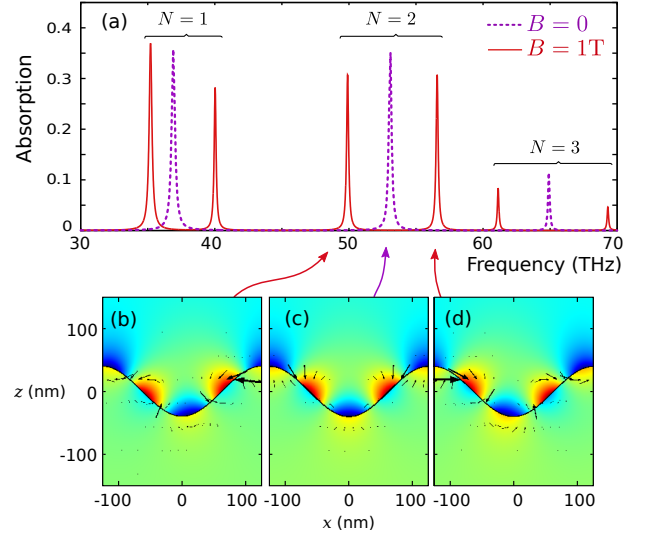 (a)
N = 1
N = 2
N = 3
B = 0
B = 1T
Absorption
0.4
0.3
0.2
0.1
0
30
40
50
60
70
Frequency (THz)
(b)
(c)
(d)
z (nm)
100
0
-100
-100
0
100
-100
0
100
-100
0
100
x (nm)